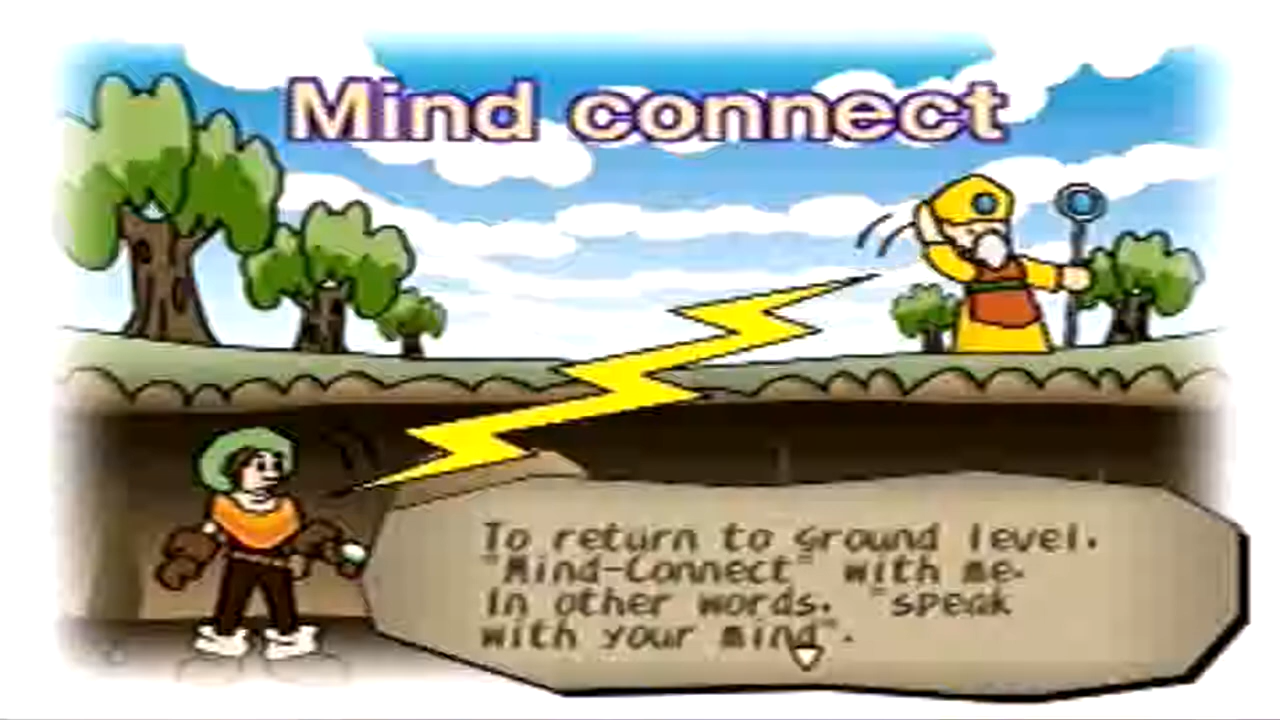 Mind connect
To return to ground level.
"Mind-Connect" with me.
In other words. "speak
with your mind".